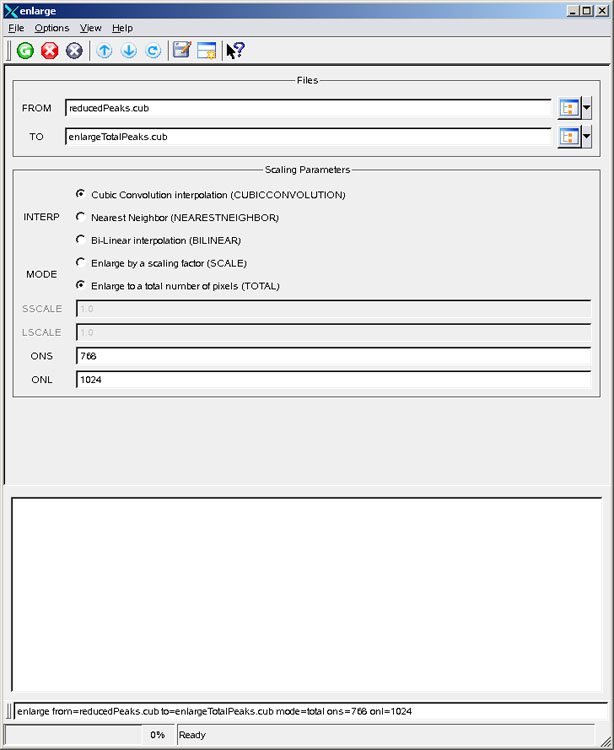 enlarge
File Options View Help
Files
FROM reducedPeaks.cub
TO enlargeTotalPeaks.cub
Scaling Parameters
INTERP
Cubic Convolution interpolation (CUBICCONVOLUTION)
Nearest Neighbor (NEARESTNEIGHBOR)
Bi-Linear interpolation (BILINEAR)
MODE
Enlarge by a scaling factor (SCALE)
Enlarge to a total number of pixels (TOTAL)
SSCALE 1.0
LSCALE 1.0
ONS 768
ONL 1024
enlarge from=reducedPeaks.cub to=enlargeTotalPeaks.cub mode=total ons=768 onl=1024
0% Ready